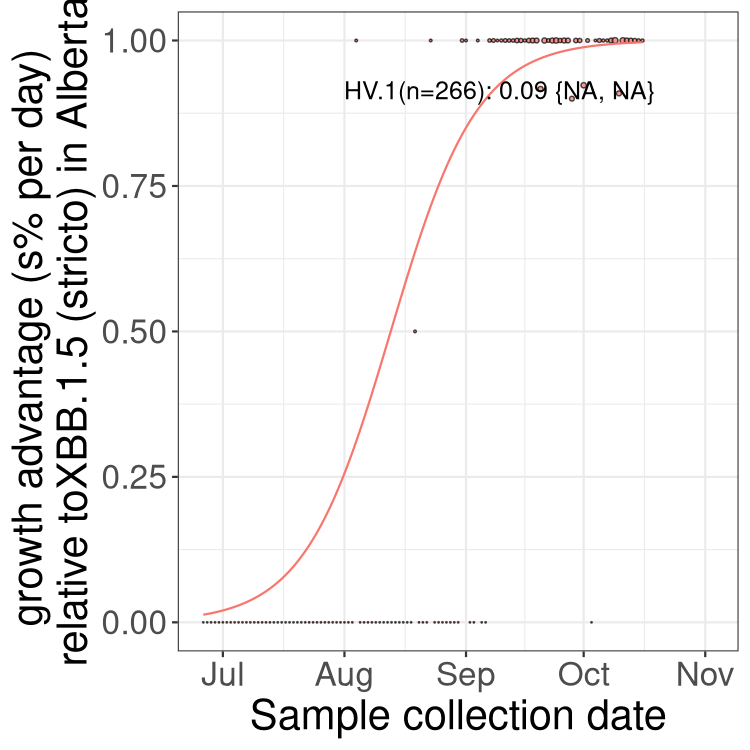 growth advantage (s% per day)
relative toXBB.1.5 (stricto) in Alberta
1.00
0.75
0.50
0.25
0.00
HV.1(n=266): 0.09 {NA, NA}
Jul Aug Sep Oct Nov
Sample collection date